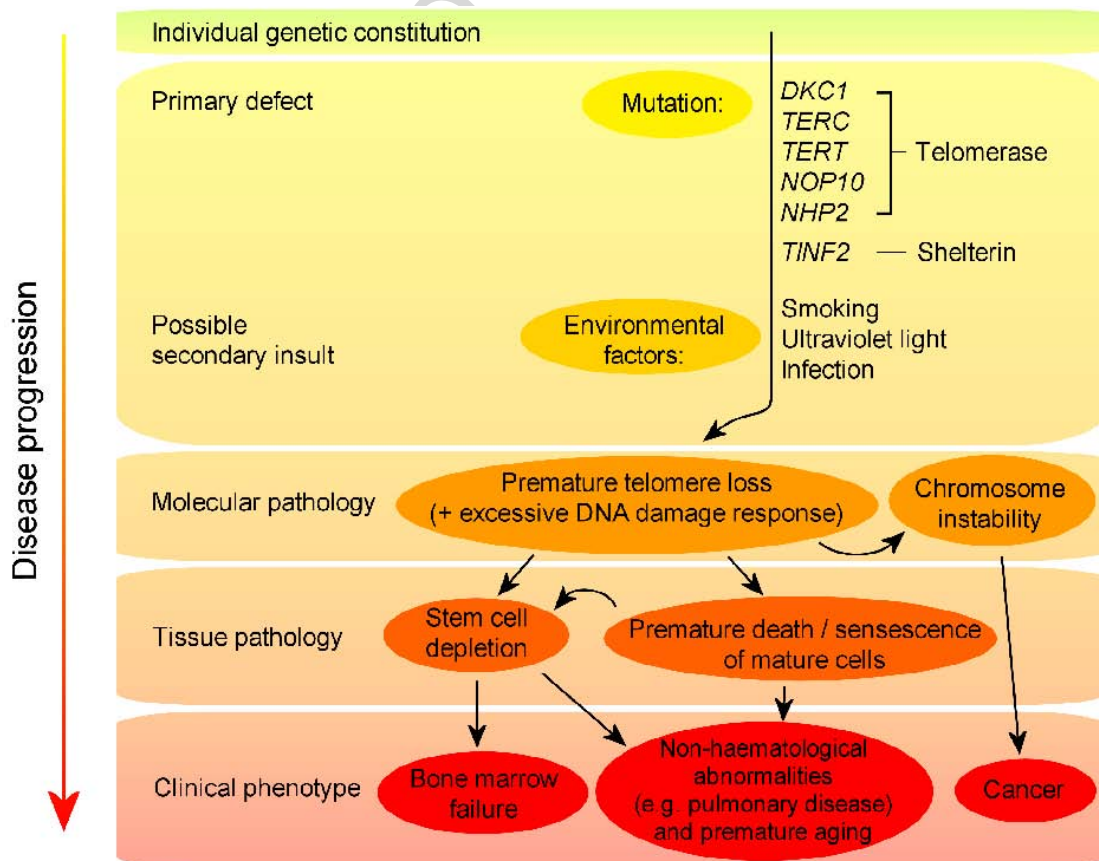 Individual genetic constitution
Primary defect
Mutation:
DKC1
TERC
TERT
NOP10
NHP2
Telomerase
TINF2
Shelterin
Possible
secondary insult
Environmental
factors:
Smoking
Ultraviolet light
Infection
Disease progression
Molecular pathology
Premature telomere loss
(+ excessive DNA damage response)
Chromosome
instability
Tissue pathology
Stem cell
depletion
Premature death / sensescence
of mature cells
Clinical phenotype
Bone marrow
failure
Non-haematological
abnormalities
(e.g. pulmonary disease)
and premature aging
Cancer